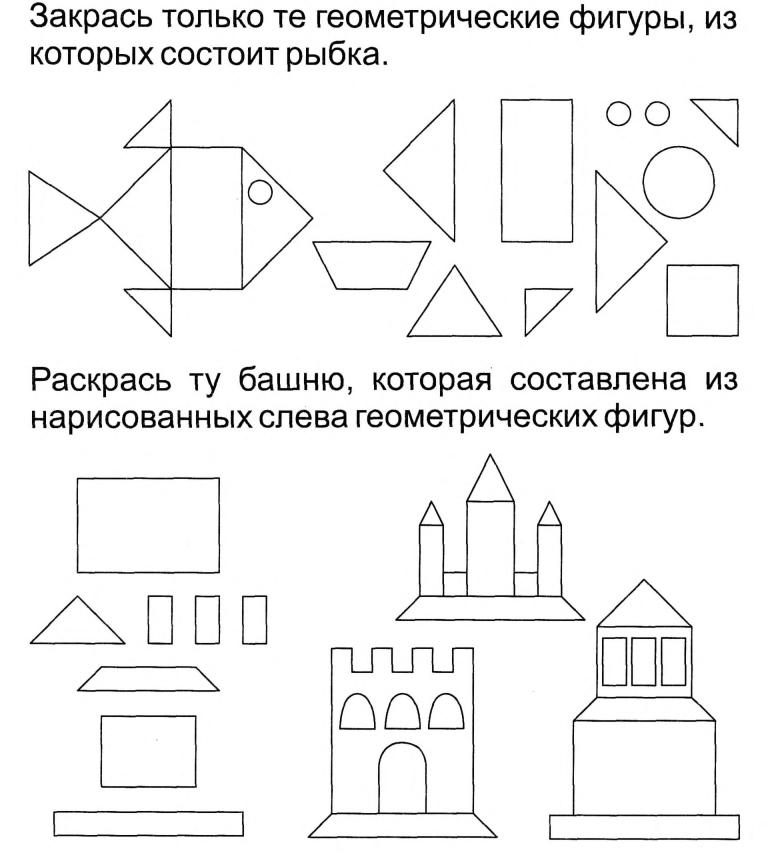 Закрась только те геометрические фигуры, из
которых состоит рыбка.
Раскрась ту башню, которая составлена из
нарисованных слева геометрических фигур.